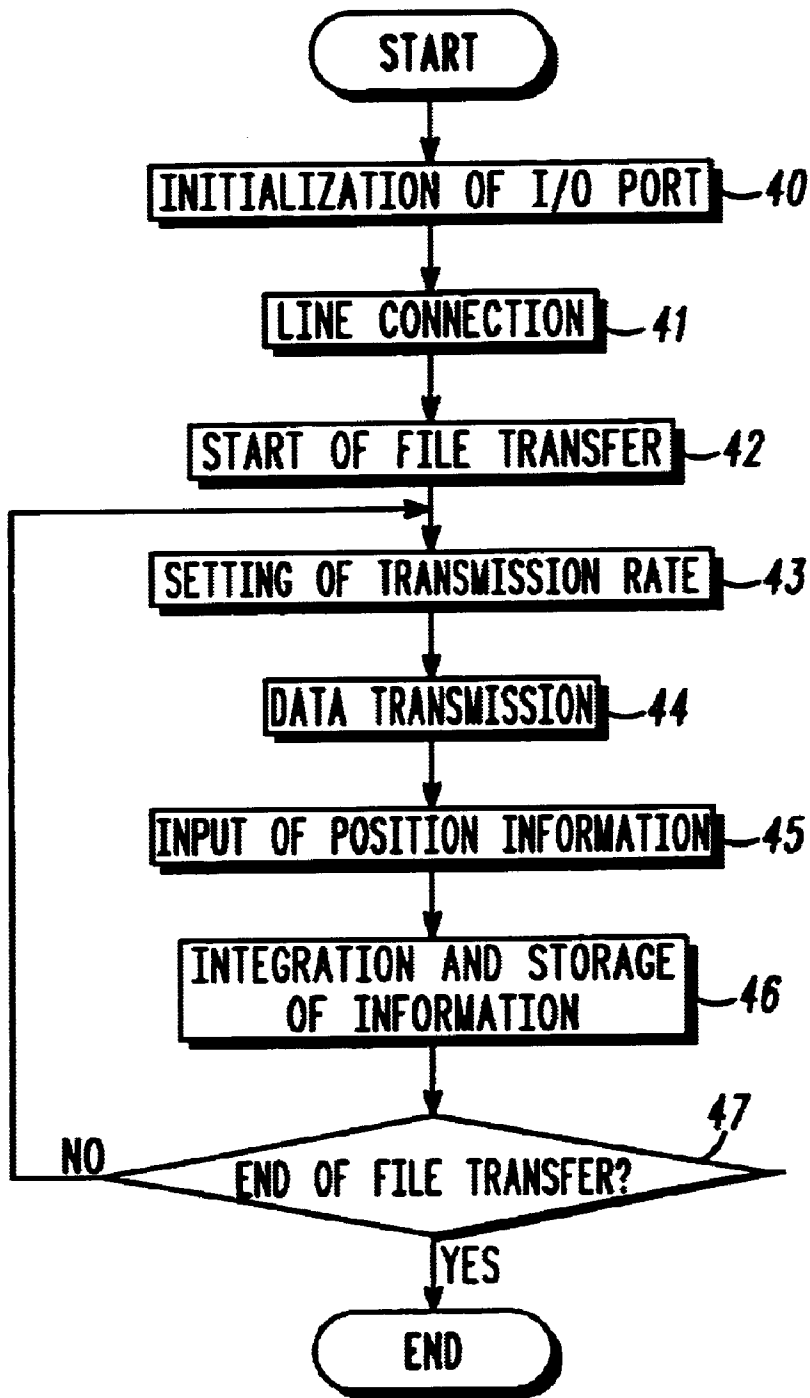 START
INITIALIZATION OF I/O PORT
40
LINE CONNECTION
41
START OF FILE TRANSFER
42
SETTING OF TRANSMISSION RATE
43
DATA TRANSMISSION
44
INPUT OF POSITION INFORMATION
45
INTEGRATION AND STORAGE
OF INFORMATION
46
47
NO
END OF FILE TRANSFER?
YES
END